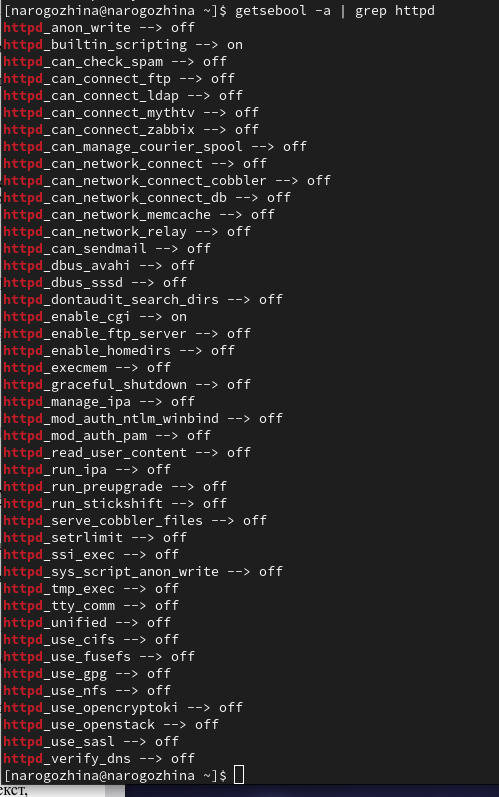 [narogozhina@narogozhina ~]$ getsebool -a | grep httpd
httpd_anon_write --> off
httpd_builtin_scripting --> on
httpd_can_check_spam --> off
httpd_can_connect_ftp --> off
httpd_can_connect_ldap --> off
httpd_can_connect_mythtv --> off
httpd_can_connect_zabbix --> off
httpd_can_manage_courier_spool --> off
httpd_can_network_connect --> off
httpd_can_network_connect_cobbler --> off
httpd_can_network_connect_db --> off
httpd_can_network_memcache --> off
httpd_can_network_relay --> off
httpd_can_sendmail --> off
httpd_dbus_avahi --> off
httpd_dbus_sssd --> off
httpd_dontaudit_search_dirs --> off
httpd_enable_cgi --> on
httpd_enable_ftp_server --> off
httpd_enable_homedirs --> off
httpd_execmem --> off
httpd_graceful_shutdown --> off
httpd_manage_ipa --> off
httpd_mod_auth_ntlm_winbind --> off
httpd_mod_auth_pam --> off
httpd_read_user_content --> off
httpd_run_ipa --> off
httpd_run_preupgrade --> off
httpd_run_stickshift --> off
httpd_serve_cobbler_files --> off
httpd_setrlimit --> off
httpd_ssi_exec --> off
httpd_sys_script_anon_write --> off
httpd_tmp_exec --> off
httpd_tty_comm --> off
httpd_unified --> off
httpd_use_cifs --> off
httpd_use_fusefs --> off
httpd_use_gpg --> off
httpd_use_nfs --> off
httpd_use_opencryptoki --> off
httpd_use_openstack --> off
httpd_use_sasl --> off
httpd_verify_dns --> off
[narogozhina@narogozhina ~]$